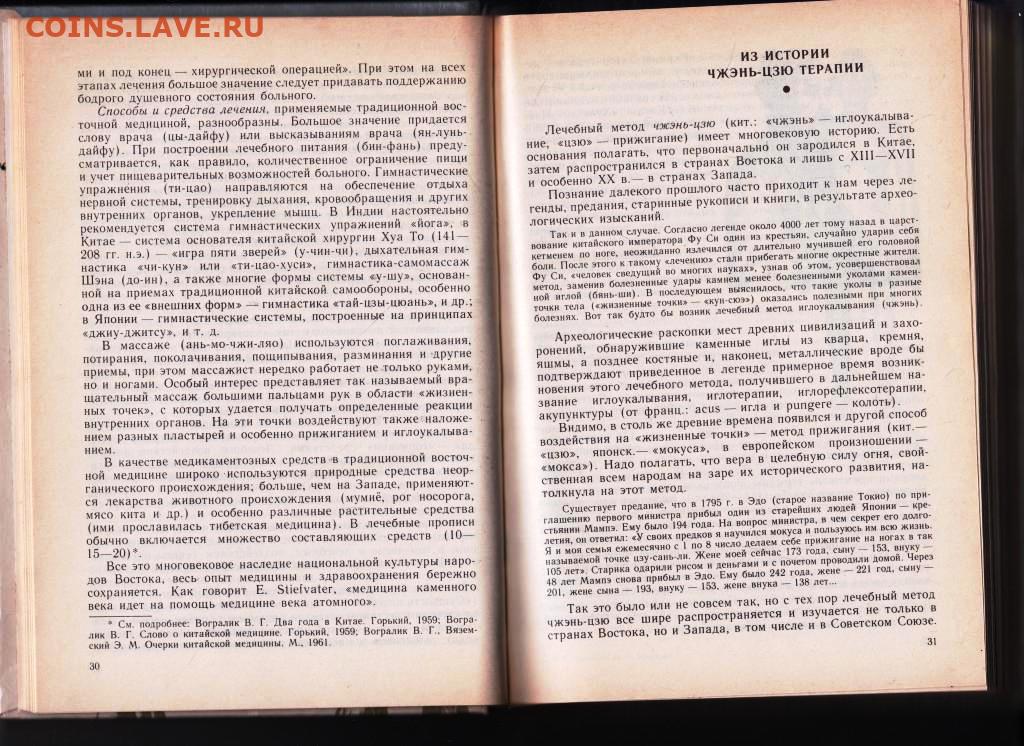 COINS.LAVE.RU
ми и под конец — хирургической операцией». При этом на всех
этапах лечения большое значение следует придавать поддержанию
бодрого душевного состояния больного.
Способы и средства лечения, применяемые традиционной вос-
точной медициной, разнообразны. Большое значение придается
слову врача (цы-дайфу) или высказываниям врача (ян-лунь-
дайфу). При построении лечебного питания (бин-фань) преду-
сматривается, как правило, количественное ограничение пищи
и учет пищеварительных возможностей больного. Гимнастические
упражнения (ти-цао) направляются на обеспечение отдыха
нервной системы, тренировку дыхания, кровообращения и других
внутренних органов, укрепление мышц. В Индии настоятельно
рекомендуется система гимнастических упражнений «йога», в
Китае — система основателя китайской хирургии Хуа То (141—
208 гг. н.э.) — «игра пяти зверей» (у-чин-чи), дыхательная гим-
настика «чи-кун» или «ти-цао-хуси», гимнастика-самомассаж
Шэна (до-ин), а также многие формы системы «у-шу», основан-
ной на приемах традиционной китайской самообороны, особенно
одна из ее «внешних форм» — гимнастика «тай-цзы-цюань», и др.;
в Японии — гимнастические системы, построенные на принципах
«джиу-джитсу», и т. д.
В массаже (ань-мо-чжи-ляо) используются поглаживания,
потирания, поколачивания, пощипывания, разминания и другие
приемы, при этом массажист нередко работает не только руками,
но и ногами. Особый интерес представляет так называемый вра-
щательный массаж большими пальцами рук в области «жизнен-
ных точек», с которых удается получать определенные реакции
внутренних органов. На эти точки воздействуют также наложе-
нием разных пластырей и особенно прижиганием и иглоукалыва-
нием.
В качестве медикаментозных средств в традиционной восточ-
ной медицине широко используются природные средства неор-
ганического происхождения; больше, чем на Западе, применяют-
ся лекарства животного происхождения (мумиё, рог носорога,
мясо кита и др.) и особенно различные растительные средства
(ими прославилась тибетская медицина). В лечебные прописи
обычно включается множество составляющих средств (10—
15—20)*.
Все это многовековое наследие национальной культуры наро-
дов Востока, весь опыт медицины и здравоохранения бережно
сохраняется. Как говорит E. Stiefvater, «медицина каменного
века идет на помощь медицине века атомного».
* См. подробнее: Вогралик В. Г. Два года в Китае. Горький, 1959; Вогра-
лик В. Г. Слово о китайской медицине. Горький, 1959; Вогралик В. Г., Вязем-
ский Э. М. Очерки китайской медицины. М., 1961.
30
ИЗ ИСТОРИИ
ЧЖЭНЬ-ЦЗЮ ТЕРАПИИ
Лечебный метод чжэнь-цзю (кит.: «чжэнь» — иглоукалыва-
ние, «цзю» — прижигание) имеет многовековую историю. Есть
основания полагать, что первоначально он зародился в Китае,
затем распространился в странах Востока и лишь с XIII—XVII
и особенно XX в.— в странах Запада.
Познание далекого прошлого часто приходит к нам через ле-
генды, предания, старинные рукописи и книги, в результате архео-
логических изысканий.
Так и в данном случае. Согласно легенде около 4000 лет тому назад в царст-
вование китайского императора Фу Си один из крестьян, случайно ударив себя
кетменем по ноге, неожиданно излечился от длительно мучившей его головной
боли. После этого к такому «лечению» стали прибегать многие окрестные жители.
Фу Си, «человек сведущий во многих науках», узнав об этом, усовершенствовал
метод, заменив болезненные удары камнем менее болезненными уколами камен-
ной иглой (бянь-ши). В последующем выяснилось, что такие уколы в разные
точки тела («жизненные точки» — «кун-сюэ») оказались полезными при многих
болезнях. Вот так будто бы возник лечебный метод иглоукалывания (чжэнь).
Археологические раскопки мест древних цивилизаций и захо-
ронений, обнаружившие каменные иглы из кварца, кремня,
яшмы, а позднее костяные и, наконец, металлические вроде бы
подтверждают приведенное в легенде примерное время возник-
новения этого лечебного метода, получившего в дальнейшем на-
звание иглоукалывания, иглотерапии, иглорефлексотерапии,
акупунктуры (от франц.: acus — игла и pungere — колоть).
Видимо, в столь же древние времена появился и другой способ
воздействия на «жизненные точки» — метод прижигания (кит.—
«цзю», японск.— «мокуса», в европейском произношении —
«мокса»). Надо полагать, что вера в целебную силу огня, свой-
ственная всем народам на заре их исторического развития, на-
толкнула на этот метод.
Существует предание, что в 1795 г. в Эдо (старое название Токио) по при-
глашению первого министра прибыл один из старейших людей Японии — кре-
стьянин Мампэ. Ему было 194 года. На вопрос министра, в чем секрет его долго-
летия, он ответил: «У своих предков я научился мокуса и пользуюсь им всю жизнь.
Я и моя семья ежемесячно с 1 по 8 число делаем себе прижигание на ногах в так
называемой точке цзу-сань-ли. Жене моей сейчас 173 года, сыну — 153, внуку —
105 лет». Старика одарили рисом и деньгами и с почетом проводили домой. Через
48 лет Мампэ снова прибыл в Эдо. Ему было 242 года, жене — 221 год, сыну —
201, жене сына — 193, внуку — 153, жене внука — 138 лет...
Так это было или не совсем так, но с тех пор лечебный метод
чжэнь-цзю все шире распространяется и изучается не только в
странах Востока, но и Запада, в том числе и в Советском Союзе.
31